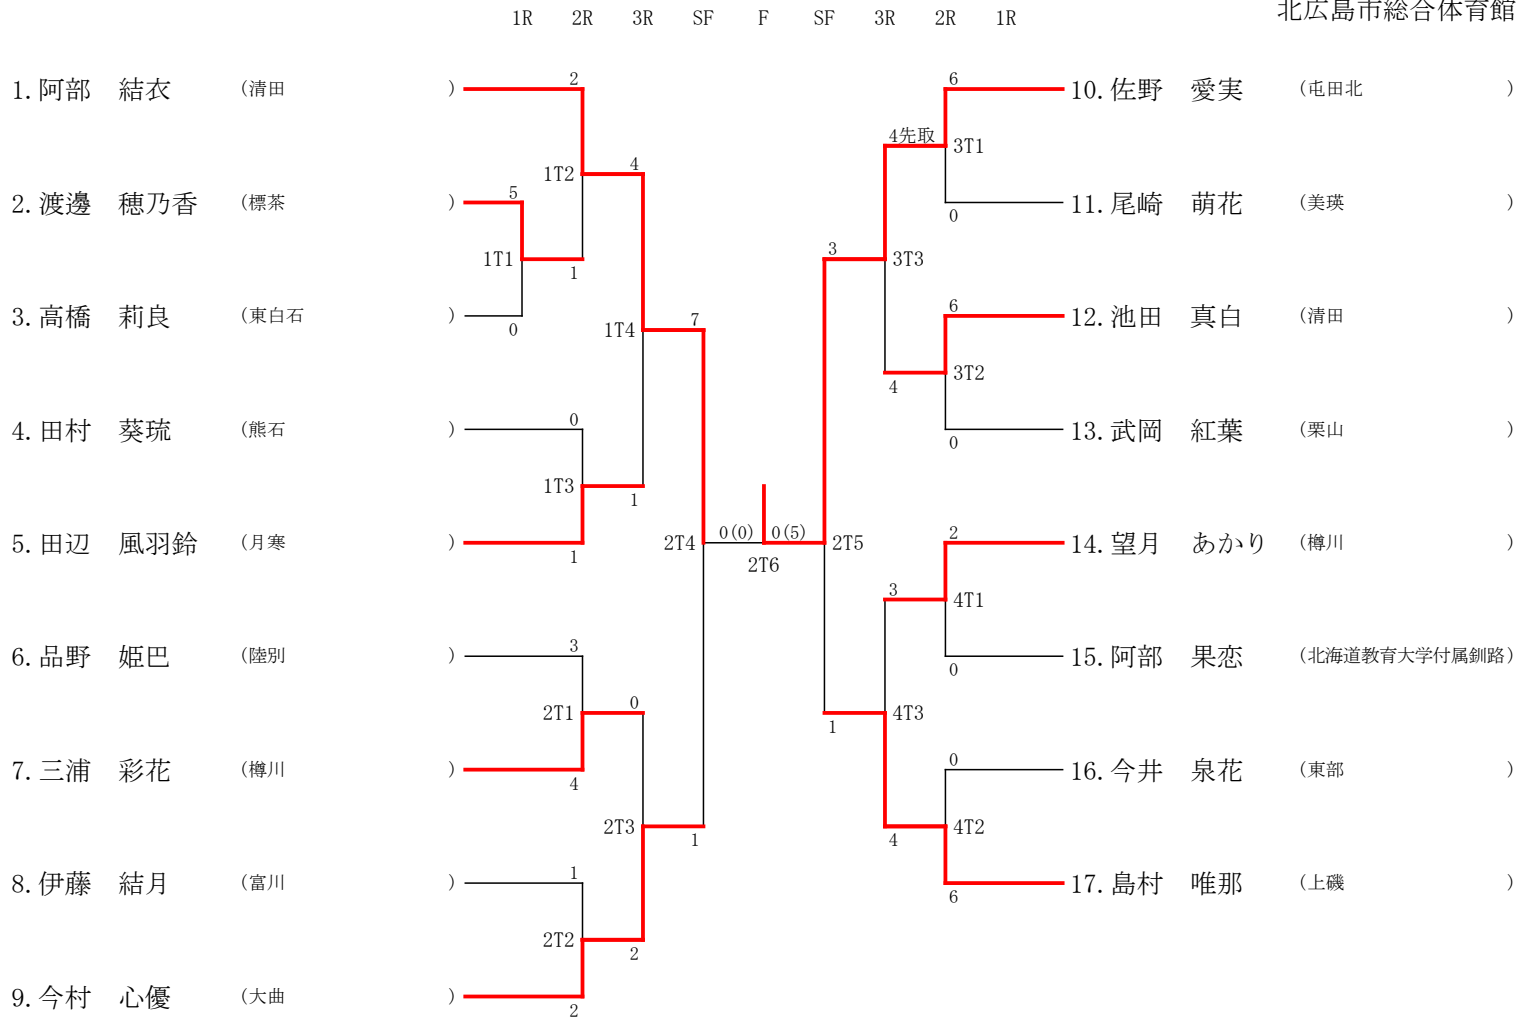 北広島市総合体育館
1R 2R 3R SF F SF 3R 2R 1R
1. 阿部　結衣 (清田 )
2. 渡邊　穂乃香 (標茶 )
3. 高橋　莉良 (東白石 )
4. 田村　葵琉 (熊石 )
5. 田辺　風羽鈴 (月寒 )
6. 品野　姫巴 (陸別 )
7. 三浦　彩花 (樽川 )
8. 伊藤　結月 (富川 )
9. 今村　心優 (大曲 )
5
1T1
0
2
1T2
1
0
1T3
1
3
2T1
4
1
2T2
2
4
1T4
1
0
2T3
2
7
2T4
1
0(0) 0(5)
2T6
3
2T5
1
4先取
3T3
4
3
4T3
4
6
3T1
0
6
3T2
0
2
4T1
0
0
4T2
6
10. 佐野　愛実 (屯田北 )
11. 尾崎　萌花 (美瑛 )
12. 池田　真白 (清田 )
13. 武岡　紅葉 (栗山 )
14. 望月　あかり (樽川 )
15. 阿部　果恋 (北海道教育大学付属釧路)
16. 今井　泉花 (東部 )
17. 島村　唯那 (上磯 )